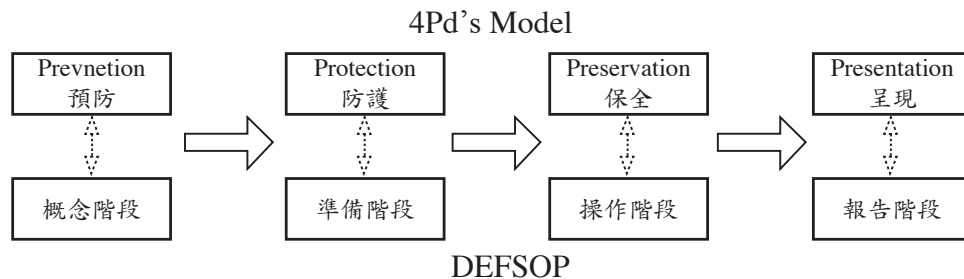 4Pd’s Model
Prevnetion
預防
Protection
防護
Preservation
保全
Presentation
呈現
概念階段
準備階段
操作階段
報告階段
DEFSOP